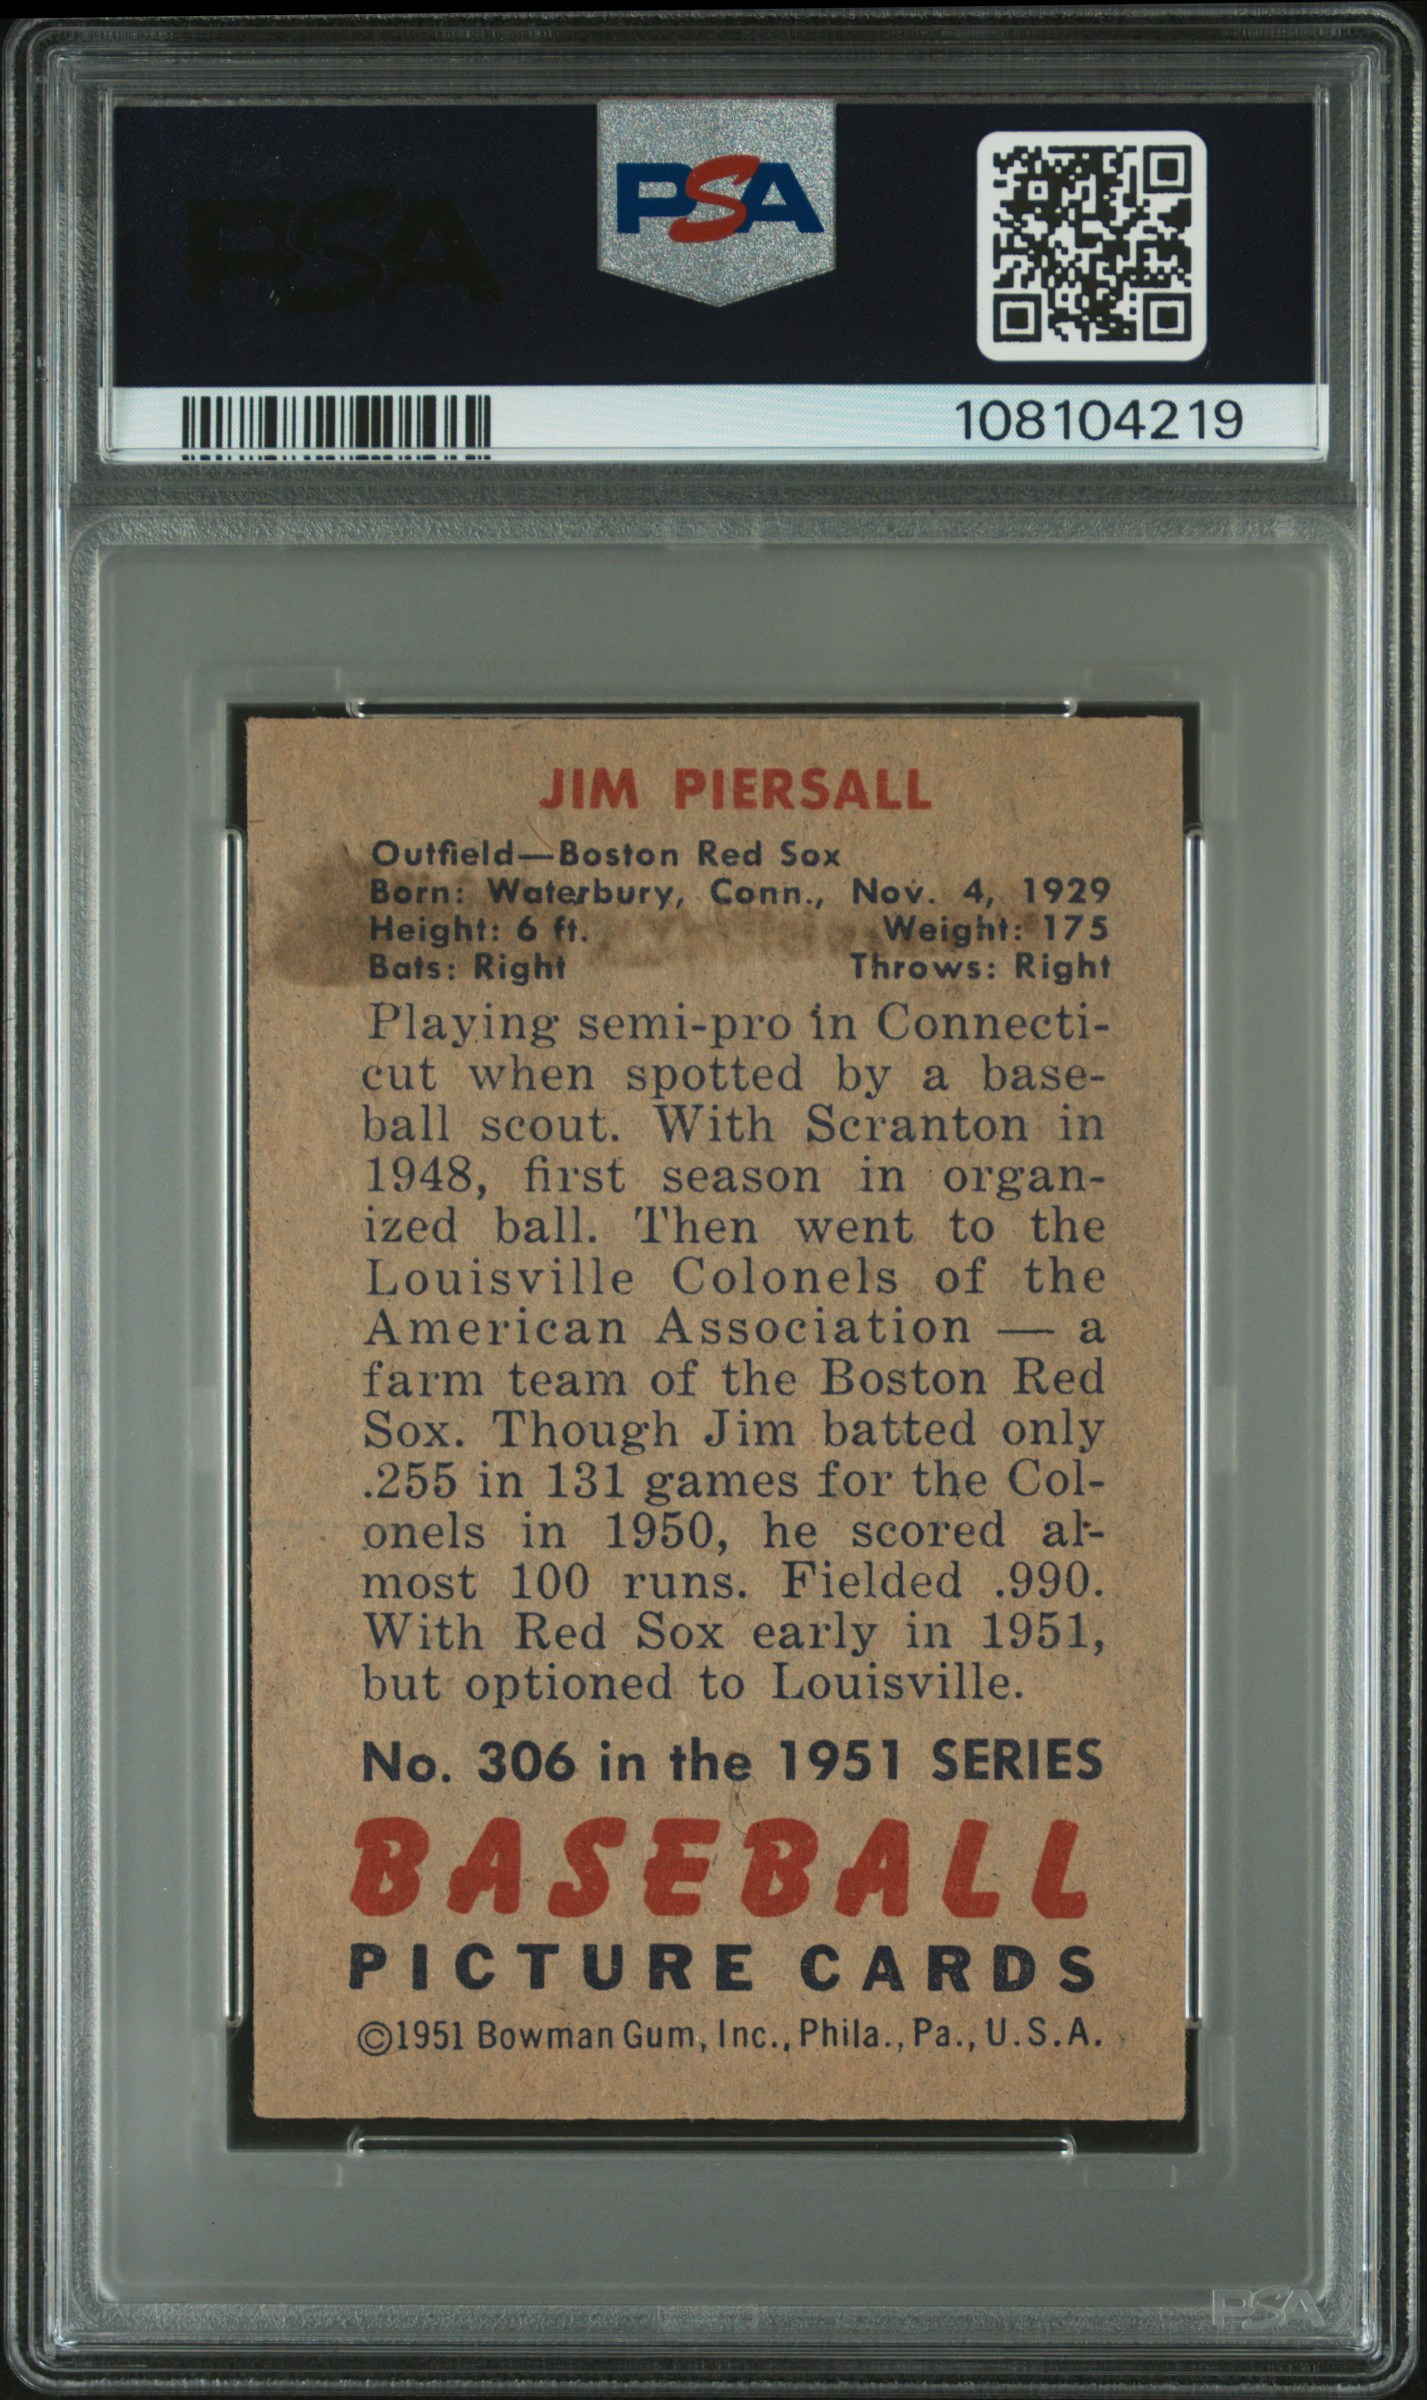 PSA
PSA
108104219
JIM PIERSALL
Outfield—Boston Red Sox
Born: Waterbury, Conn., Nov. 4, 1929
Height: 6 ft. Weight: 175
Bats: Right Throws: Right
Playing semi-pro in Connecti-
cut when spotted by a base-
ball scout. With Scranton in
1948, first season in organ-
ized ball. Then went to the
Louisville Colonels of the
American Association — a
farm team of the Boston Red
Sox. Though Jim batted only
.255 in 131 games for the Col-
onels in 1950, he scored al-
most 100 runs. Fielded .990.
With Red Sox early in 1951,
but optioned to Louisville.
No. 306 in the 1951 SERIES
BASEBALL
PICTURE CARDS
©1951 Bowman Gum, Inc., Phila., Pa., U.S.A.
PSA